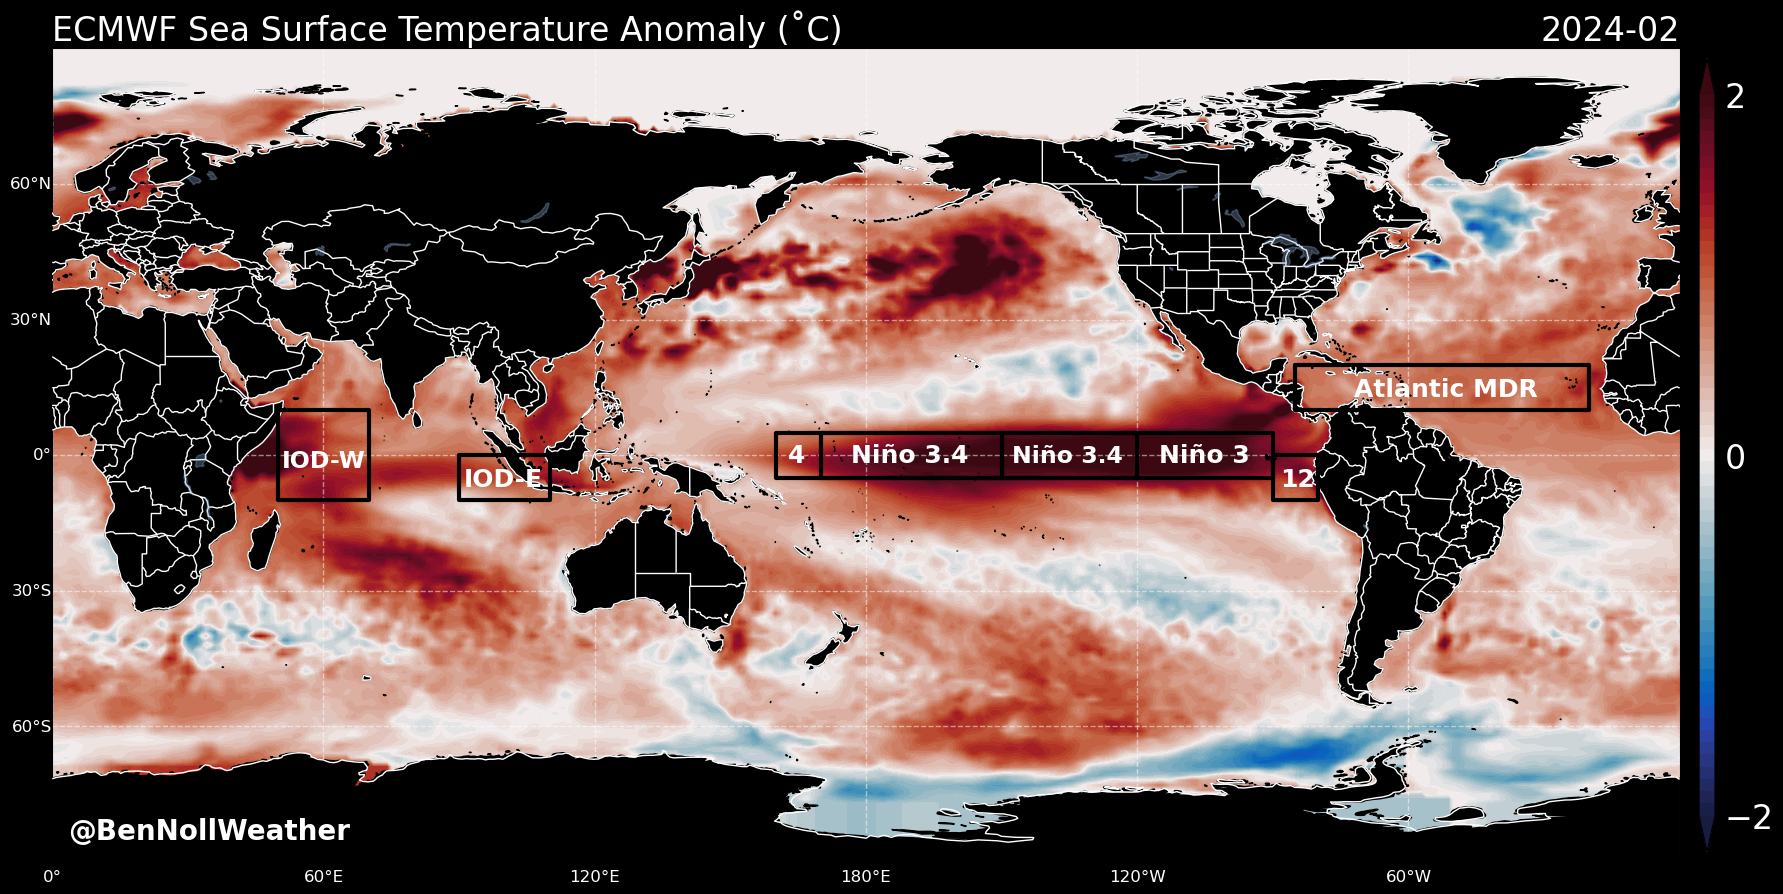 ECMWF Sea Surface Temperature Anomaly (˚C)
2024-02
2
60°N
30°N
Atlantic MDR
0°
IOD-W
IOD-E
4
Niño 3.4
Niño 3.4
Niño 3
12
0
30°S
60°S
−2
@BenNollWeather
0°
60°E
120°E
180°E
120°W
60°W